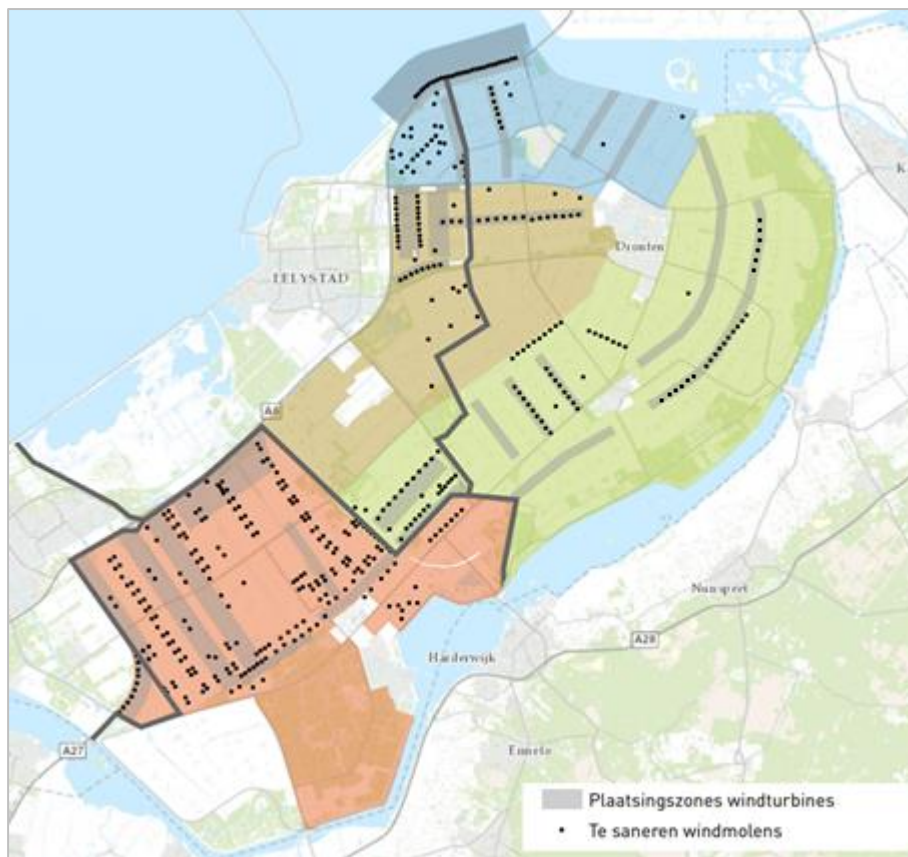 K
Dronten
LELYSTAD
A6
Nunspeet
A28
Harderwijk
A27
Ermelo
Plaatsingszones windturbines
Te saneren windmolens